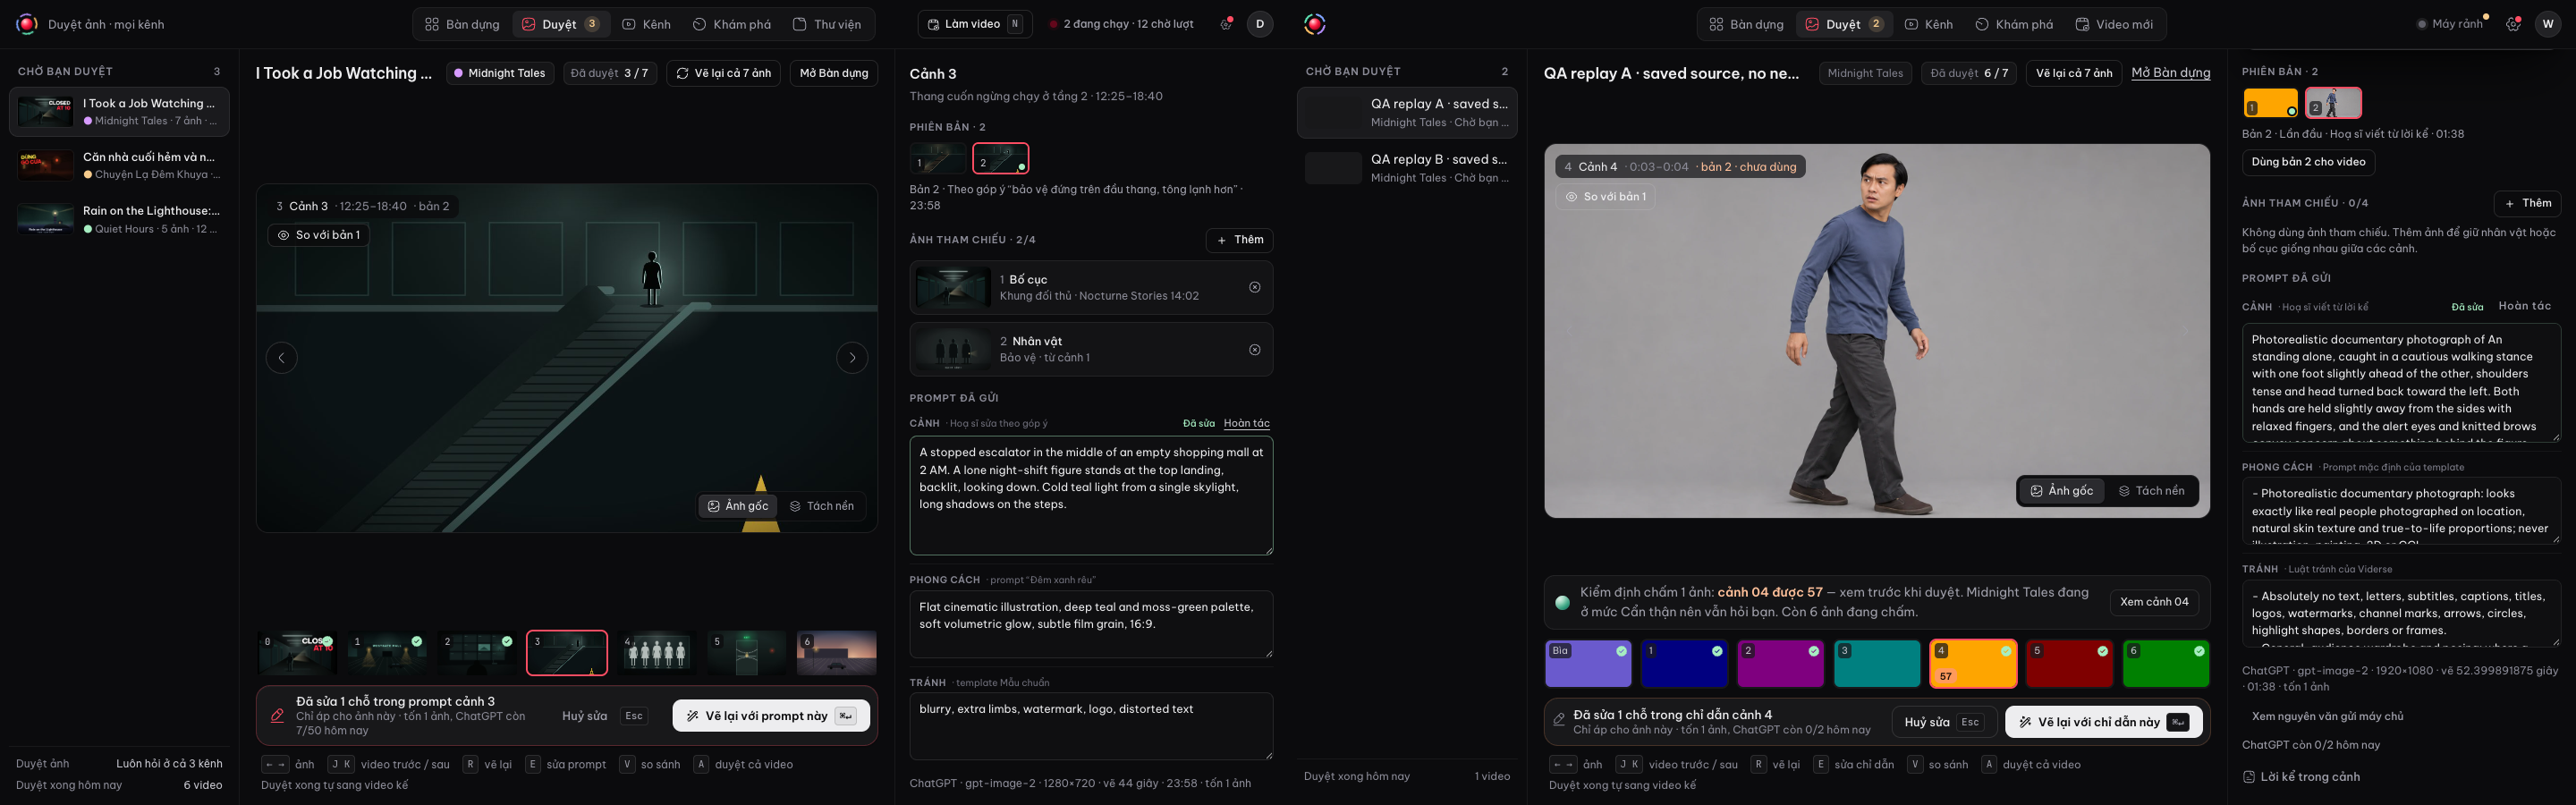 Duyệt ảnh · mọi kênh
Bàn dựng
Duyệt 3
Kênh
Khám phá
Thư viện
Làm video N
2 đang chạy · 12 chờ lượt
D
CHỜ BẠN DUYỆT 3
I Took a Job Watching ...
Midnight Tales · 7 ảnh · ...
Căn nhà cuối hẻm và n...
Chuyện Lạ Đêm Khuya · ...
Rain on the Lighthouse:...
Quiet Hours · 5 ảnh · 12 ...
Duyệt ảnh Luôn hỏi ở cả 3 kênh
Duyệt xong hôm nay 6 video
I Took a Job Watching ...
Midnight Tales
Đã duyệt 3 / 7
Vẽ lại cả 7 ảnh
Mở Bàn dựng
3 Cảnh 3 · 12:25–18:40 · bản 2
So với bản 1
Ảnh gốc
Tách nền
0 CLOSED AT 10
1
2
3
4
5
6
Đã sửa 1 chỗ trong prompt cảnh 3
Chỉ áp cho ảnh này · tốn 1 ảnh, ChatGPT còn
7/50 hôm nay
Huỷ sửa Esc
Vẽ lại với prompt này ⌘↵
← → ảnh J K video trước / sau R vẽ lại E sửa prompt V so sánh A duyệt cả video
Duyệt xong tự sang video kế
Cảnh 3
Thang cuốn ngừng chạy ở tầng 2 · 12:25–18:40
PHIÊN BẢN · 2
1
2
Bản 2 · Theo góp ý “bảo vệ đứng trên đầu thang, tông lạnh hơn” ·
23:58
ẢNH THAM CHIẾU · 2/4
+ Thêm
1 Bố cục
Khung đối thủ · Nocturne Stories 14:02
2 Nhân vật
Bảo vệ · từ cảnh 1
PROMPT ĐÃ GỬI
CẢNH · Hoạ sĩ sửa theo góp ý Đã sửa Hoàn tác
A stopped escalator in the middle of an empty shopping mall at
2 AM. A lone night-shift figure stands at the top landing,
backlit, looking down. Cold teal light from a single skylight,
long shadows on the steps.
PHONG CÁCH · prompt “Đêm xanh rêu”
Flat cinematic illustration, deep teal and moss-green palette,
soft volumetric glow, subtle film grain, 16:9.
TRÁNH · template Mẫu chuẩn
blurry, extra limbs, watermark, logo, distorted text
ChatGPT · gpt-image-2 · 1280×720 · vẽ 44 giây · 23:58 · tốn 1 ảnh
Bàn dựng
Duyệt 2
Kênh
Khám phá
Video mới
Máy rảnh
W
CHỜ BẠN DUYỆT 2
QA replay A · saved s...
Midnight Tales · Chờ bạn ...
QA replay B · saved s...
Midnight Tales · Chờ bạn ...
Duyệt xong hôm nay 1 video
QA replay A · saved source, no ne...
Midnight Tales
Đã duyệt 6 / 7
Vẽ lại cả 7 ảnh
Mở Bàn dựng
4 Cảnh 4 · 0:03–0:04 · bản 2 · chưa dùng
So với bản 1
Ảnh gốc
Tách nền
Kiểm định chấm 1 ảnh: cảnh 04 được 57 — xem trước khi duyệt. Midnight Tales đang
ở mức Cẩn thận nên vẫn hỏi bạn. Còn 6 ảnh đang chấm.
Xem cảnh 04
Bìa
1
2
3
4
57
5
6
Đã sửa 1 chỗ trong chỉ dẫn cảnh 4
Chỉ áp cho ảnh này · tốn 1 ảnh, ChatGPT còn 0/2 hôm nay
Huỷ sửa Esc
Vẽ lại với chỉ dẫn này ⌘↵
← → ảnh J K video trước / sau R vẽ lại E sửa chỉ dẫn V so sánh A duyệt cả video
Duyệt xong tự sang video kế
PHIÊN BẢN · 2
1
2
Bản 2 · Lần đầu · Hoạ sĩ viết từ lời kể · 01:38
Dùng bản 2 cho video
ẢNH THAM CHIẾU · 0/4
+ Thêm
Không dùng ảnh tham chiếu. Thêm ảnh để giữ nhân vật hoặc
bố cục giống nhau giữa các cảnh.
PROMPT ĐÃ GỬI
CẢNH · Hoạ sĩ viết từ lời kể Đã sửa Hoàn tác
Photorealistic documentary photograph of An
standing alone, caught in a cautious walking stance
with one foot slightly ahead of the other, shoulders
tense and head turned back toward the left. Both
hands are held slightly away from the sides with
relaxed fingers, and the alert eyes and knitted brows
PHONG CÁCH · Prompt mặc định của template
- Photorealistic documentary photograph: looks
exactly like real people photographed on location,
natural skin texture and true-to-life proportions; never
TRÁNH · Luật tránh của Viderse
- Absolutely no text, letters, subtitles, captions, titles,
logos, watermarks, channel marks, arrows, circles,
highlight shapes, borders or frames.
ChatGPT · gpt-image-2 · 1920×1080 · vẽ 52.399891875 giây
· 01:38 · tốn 1 ảnh
Xem nguyên văn gửi máy chủ
ChatGPT còn 0/2 hôm nay
Lời kể trong cảnh